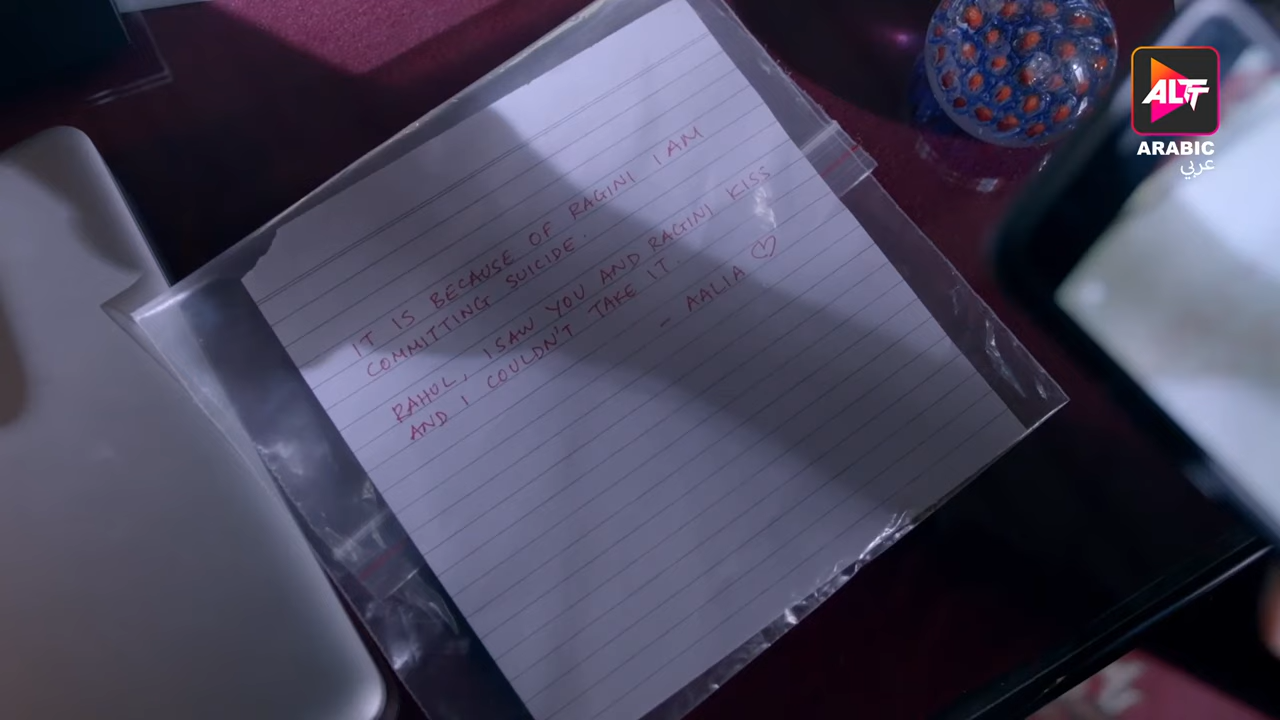 IT IS BECAUSE OF RAGINI I AM
COMMITTING SUICIDE.
RAHUL, I SAW YOU AND RAGINI KISS
AND I COULDN'T TAKE IT.
- AALIA ♡
ALTT
ARABIC
عربي